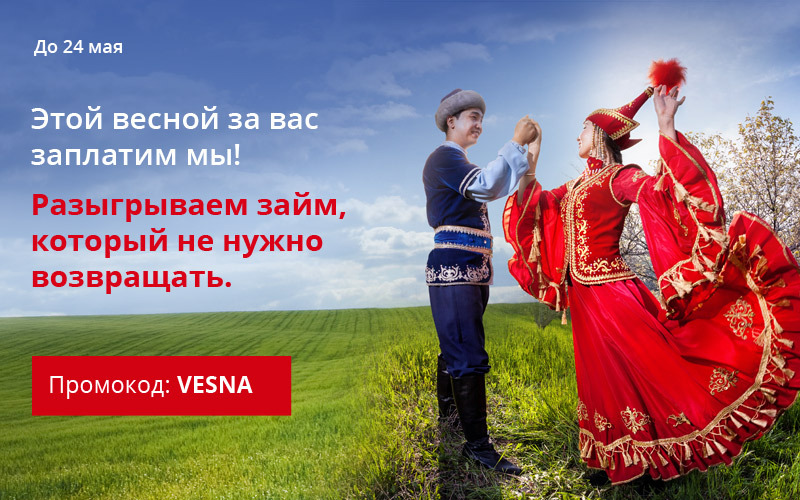 До 24 мая
Этой весной за вас
заплатим мы!
Разыгрываем займ,
который не нужно
возвращать.
Промокод: VESNA